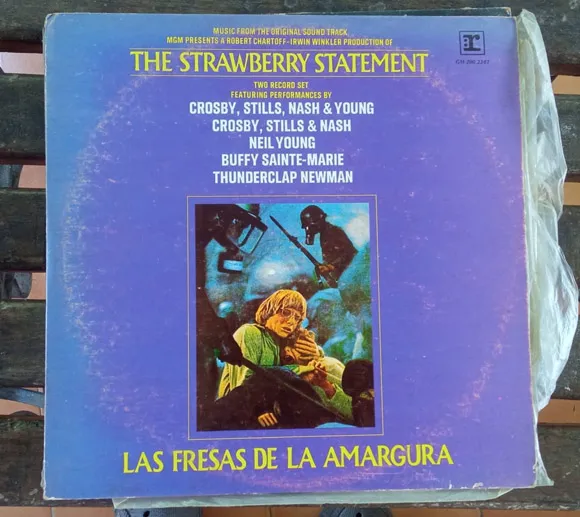 MUSIC FROM THE ORIGINAL SOUND TRACK
MGM PRESENTS A ROBERT CHARTOFF-IRWIN WINKLER PRODUCTION OF
THE STRAWBERRY STATEMENT
TWO RECORD SET
FEATURING PERFORMANCES BY
CROSBY, STILLS, NASH & YOUNG
CROSBY, STILLS & NASH
NEIL YOUNG
BUFFY SAINTE-MARIE
THUNDERCLAP NEWMAN
r
LAS FRESAS DE LA AMARGURA